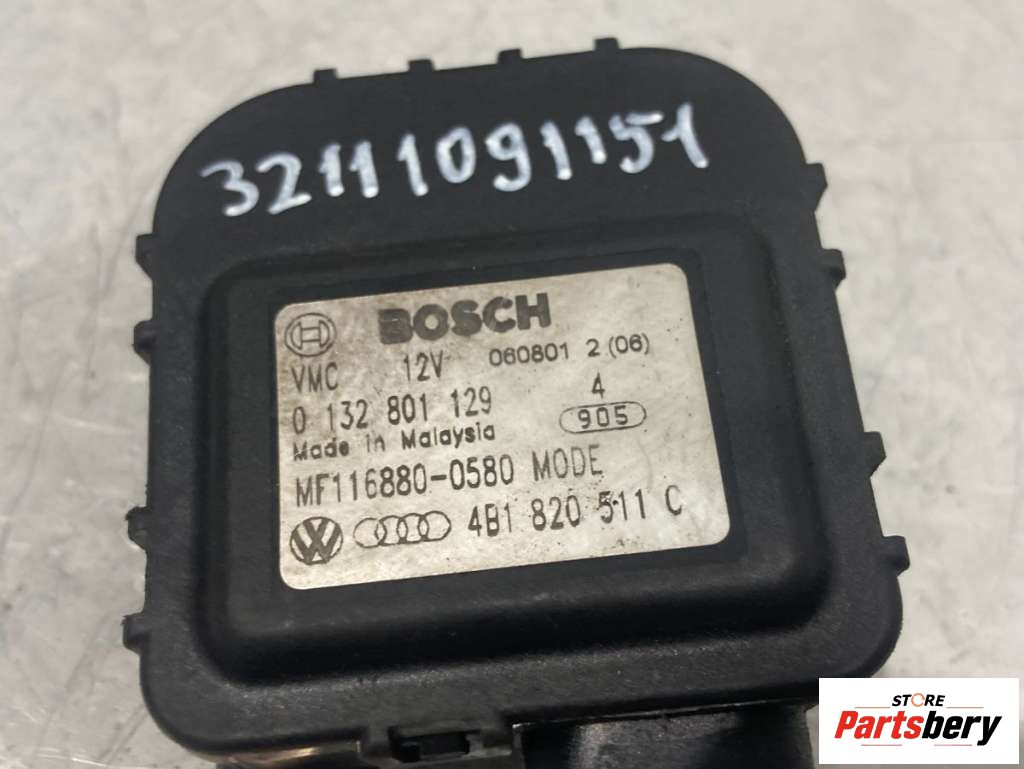 32111091151
BOSCH
VMC 12V 060801 2 (06)
0 132 801 129 4
Made in Malaysia 905
MF116880-0580 MODE
4B1 820 511 C
STORE
Partsbery